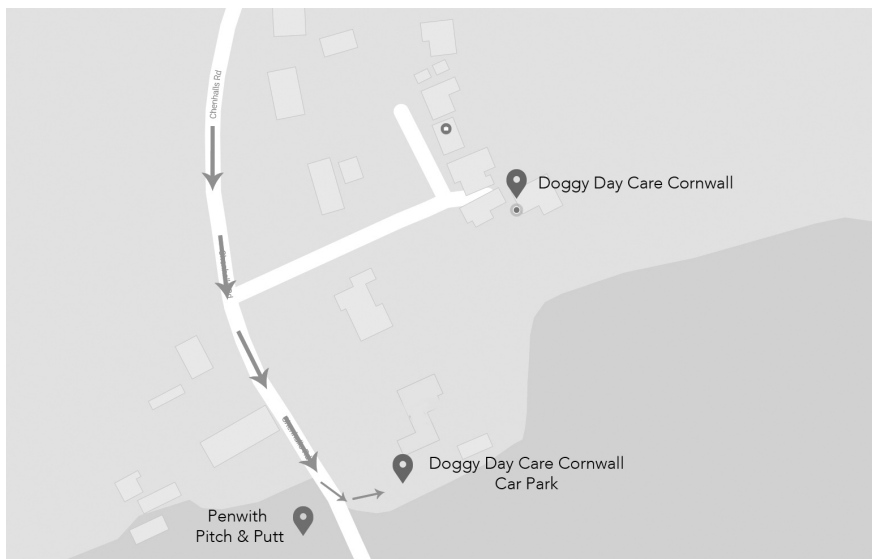 Chenhalls Rd
Doggy Day Care Cornwall
Doggy Day Care Cornwall
Car Park
Penwith
Pitch & Putt